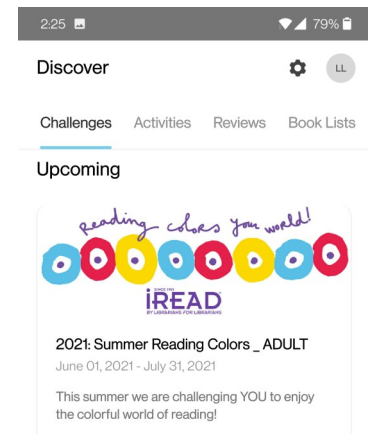 2:25 79%
Discover LL
Challenges Activities Reviews Book Lists
Upcoming
reading colors your world!
SINCE 1981
iREAD
BY LIBRARIANS FOR LIBRARIANS
2021: Summer Reading Colors _ ADULT
June 01, 2021 - July 31, 2021
This summer we are challenging YOU to enjoy
the colorful world of reading!